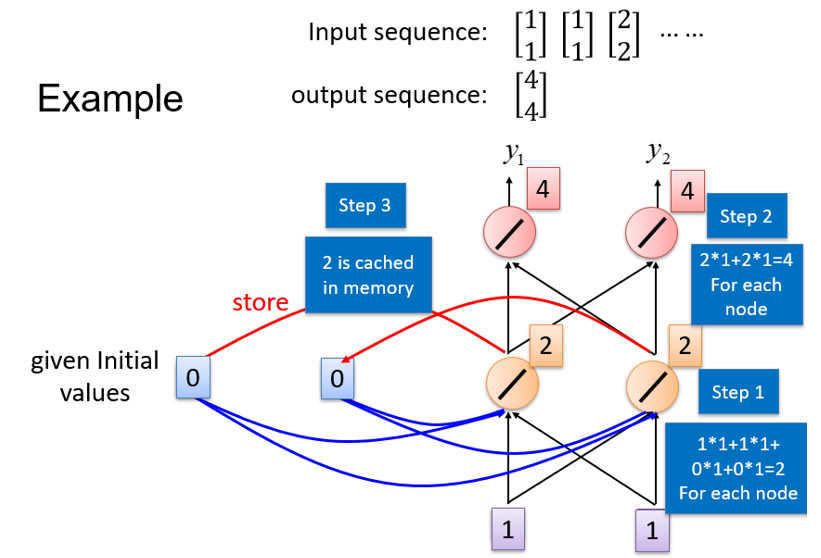 Input sequence: [1 1] [1 1] [2 2] ... ...
Example
output sequence: [4 4]
y₁
y₂
4
4
Step 3
Step 2
2 is cached
in memory
2*1+2*1=4
For each
node
store
2
2
given Initial
values
0
0
Step 1
1*1+1*1+
0*1+0*1=2
For each node
1
1